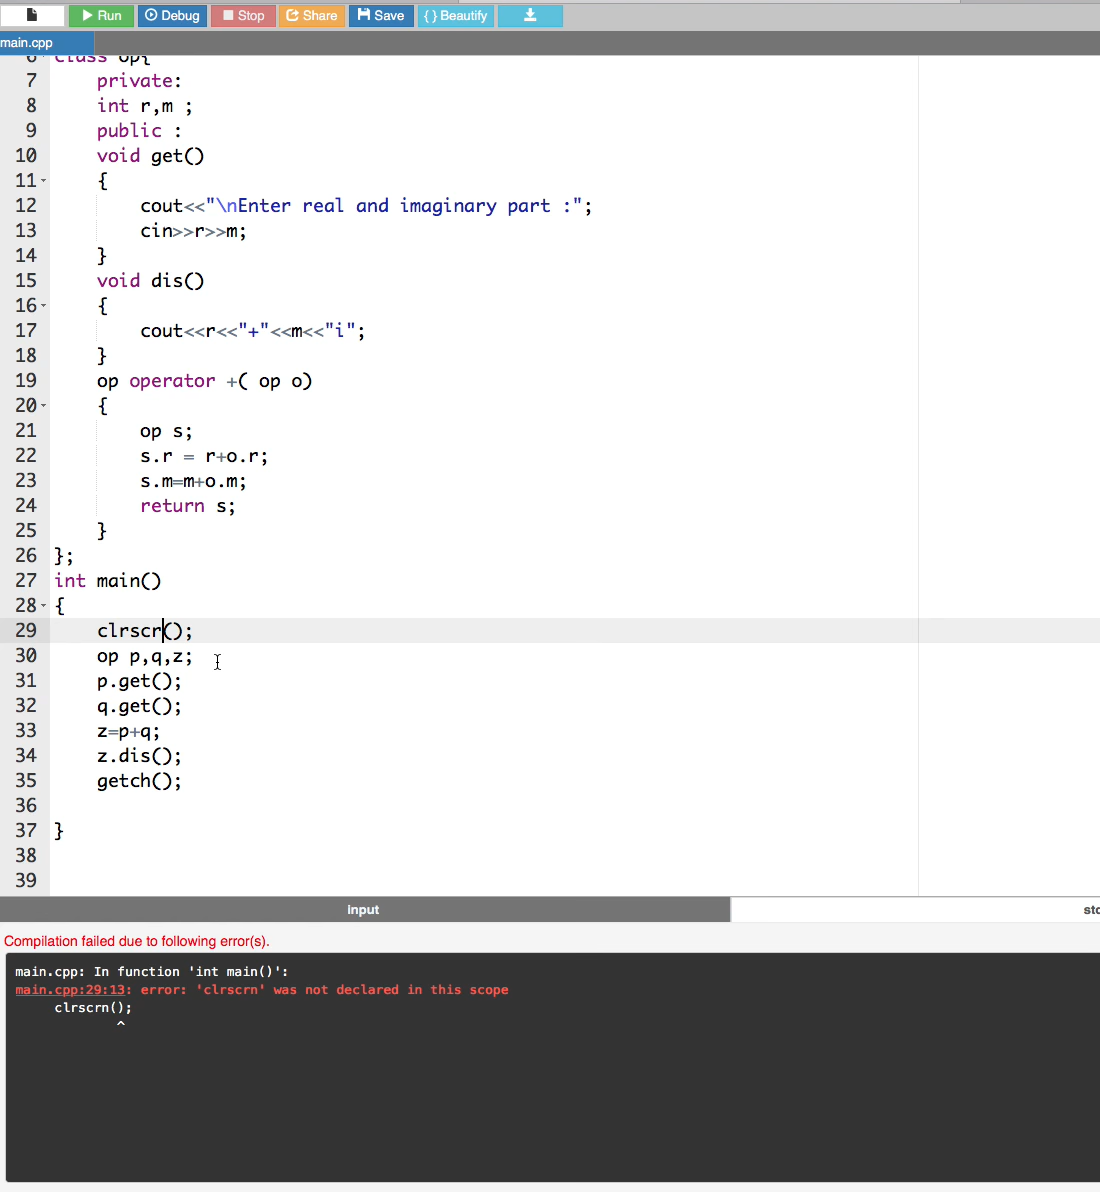 Run Debug Stop Share Save { } Beautify
main.cpp
6 class op{
7 private:
8 int r,m ;
9 public :
10 void get()
11 {
12 cout<<"\nEnter real and imaginary part :";
13 cin>>r>>m;
14 }
15 void dis()
16 {
17 cout<<r<<"+"<<m<<"i";
18 }
19 op operator +( op o)
20 {
21 op s;
22 s.r = r+o.r;
23 s.m=m+o.m;
24 return s;
25 }
26 };
27 int main()
28 {
29 clrscr();
30 op p,q,z;
31 p.get();
32 q.get();
33 z=p+q;
34 z.dis();
35 getch();
36
37 }
38
39
input
Compilation failed due to following error(s).
main.cpp: In function 'int main()':
main.cpp:29:13: error: 'clrscrn' was not declared in this scope
clrscrn();
^